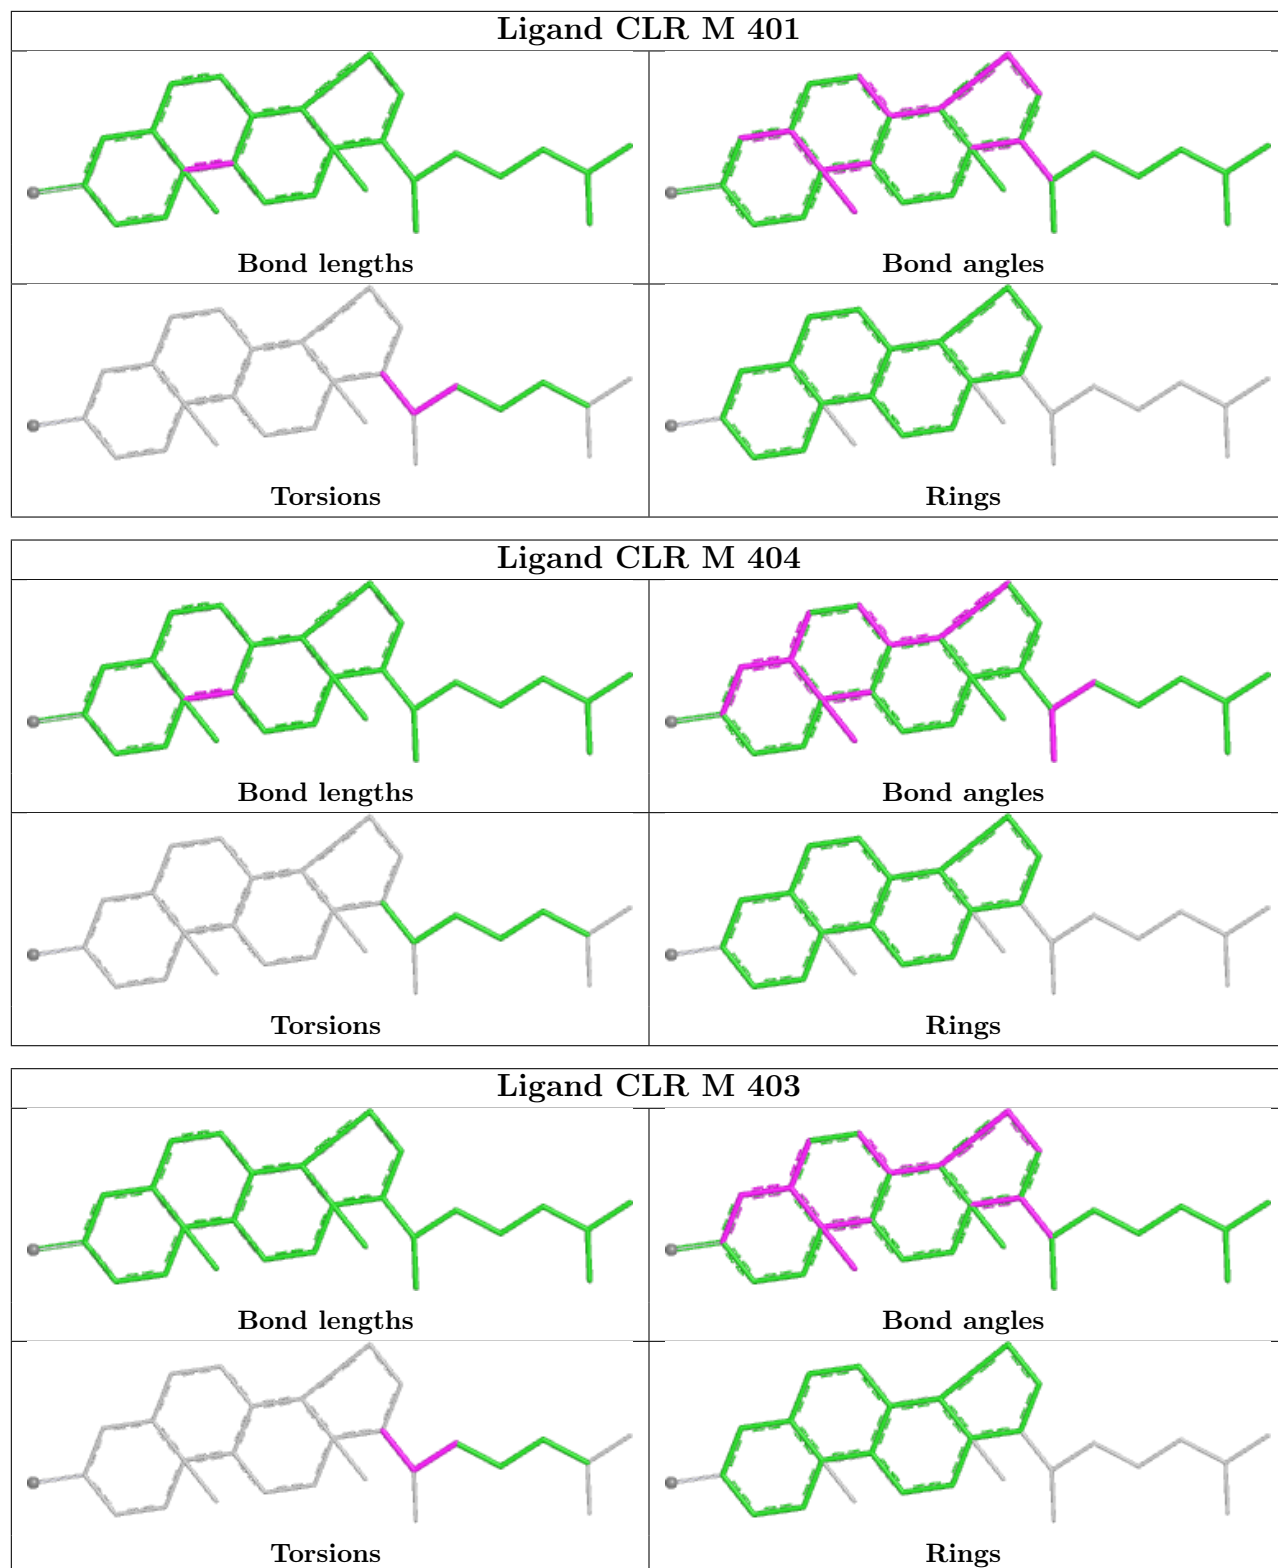 Ligand CLR M 401
Bond lengths
Bond angles
Torsions
Rings
Ligand CLR M 404
Bond lengths
Bond angles
Torsions
Rings
Ligand CLR M 403
Bond lengths
Bond angles
Torsions
Rings